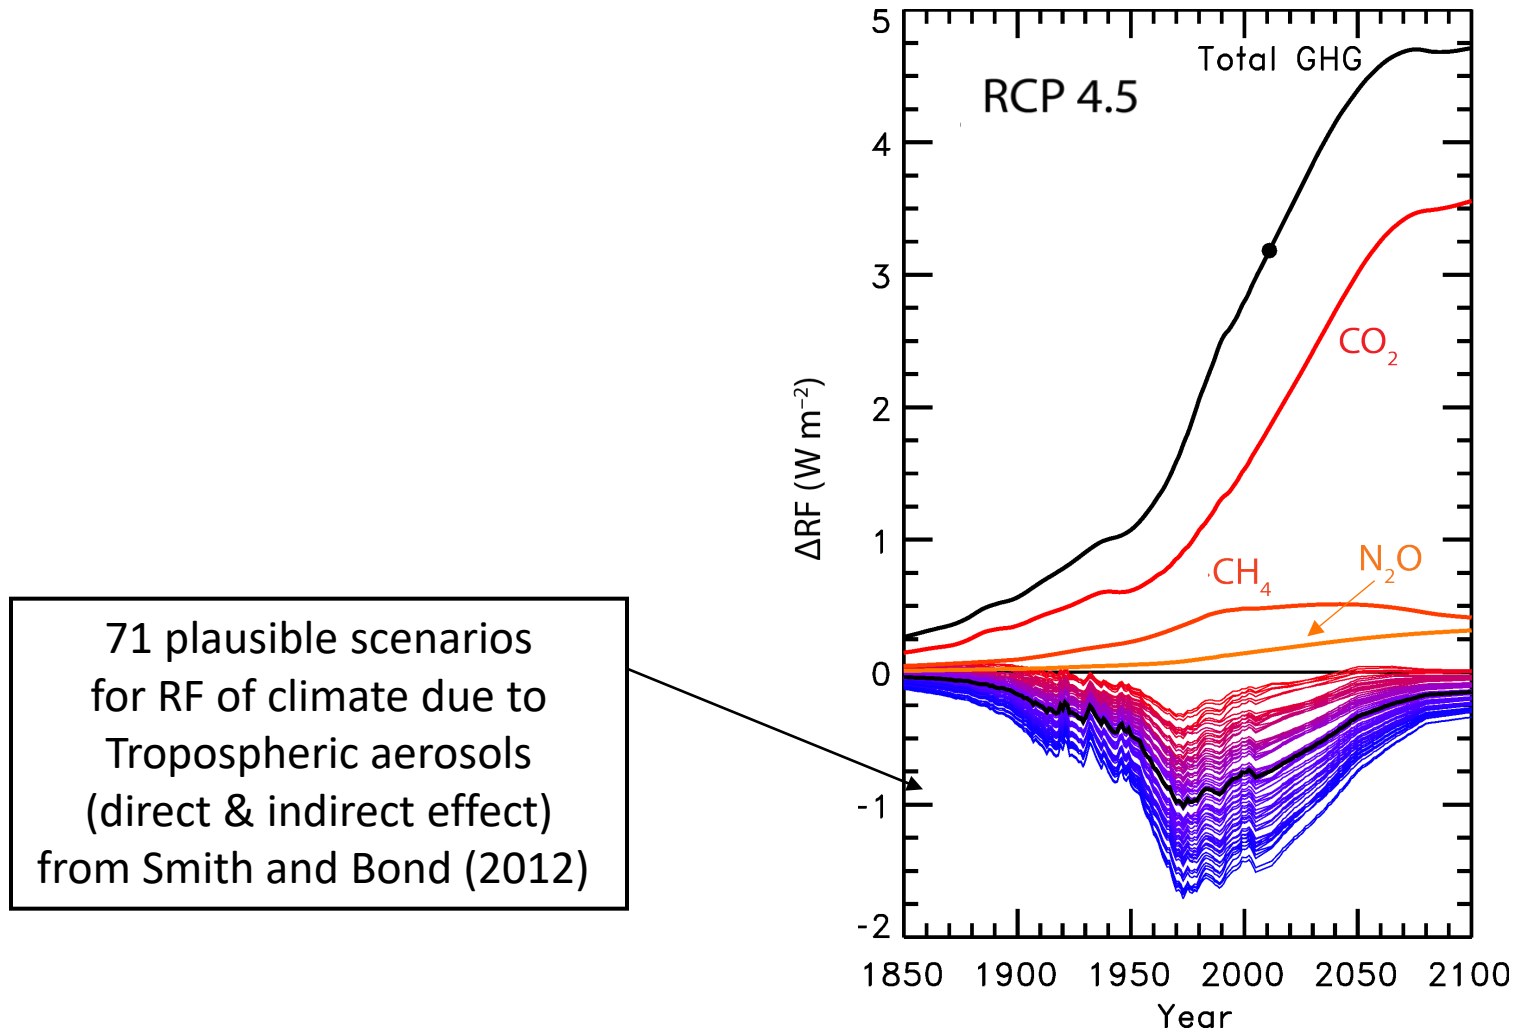 5
Total GHG
RCP 4.5
4
3
CO₂
ΔRF (W m⁻²)
2
1
N₂O
CH₄
0
-1
-2
1850 1900 1950 2000 2050 2100
Year
71 plausible scenarios
for RF of climate due to
Tropospheric aerosols
(direct & indirect effect)
from Smith and Bond (2012)